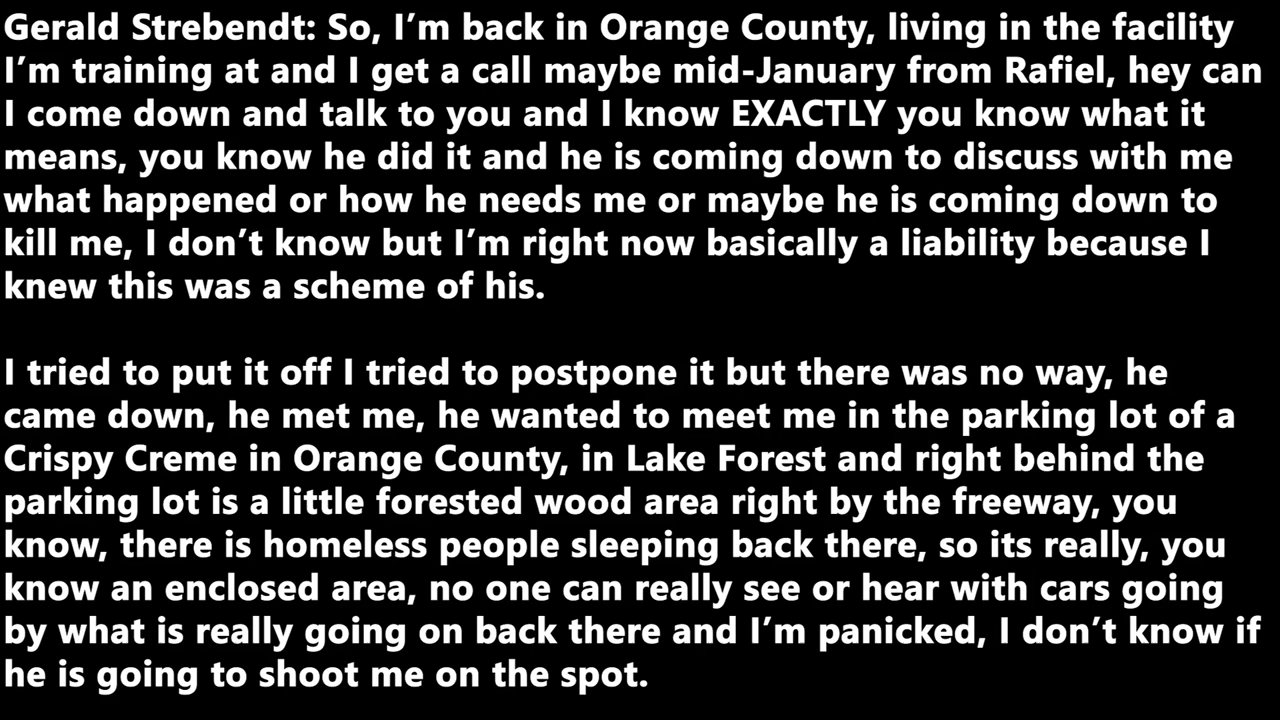 Gerald Strebendt: So, I’m back in Orange County, living in the facility
I’m training at and I get a call maybe mid-January from Rafiel, hey can
I come down and talk to you and I know EXACTLY you know what it
means, you know he did it and he is coming down to discuss with me
what happened or how he needs me or maybe he is coming down to
kill me, I don’t know but I’m right now basically a liability because I
knew this was a scheme of his.

I tried to put it off I tried to postpone it but there was no way, he
came down, he met me, he wanted to meet me in the parking lot of a
Crispy Creme in Orange County, in Lake Forest and right behind the
parking lot is a little forested wood area right by the freeway, you
know, there is homeless people sleeping back there, so its really, you
know an enclosed area, no one can really see or hear with cars going
by what is really going on back there and I’m panicked, I don’t know if
he is going to shoot me on the spot.